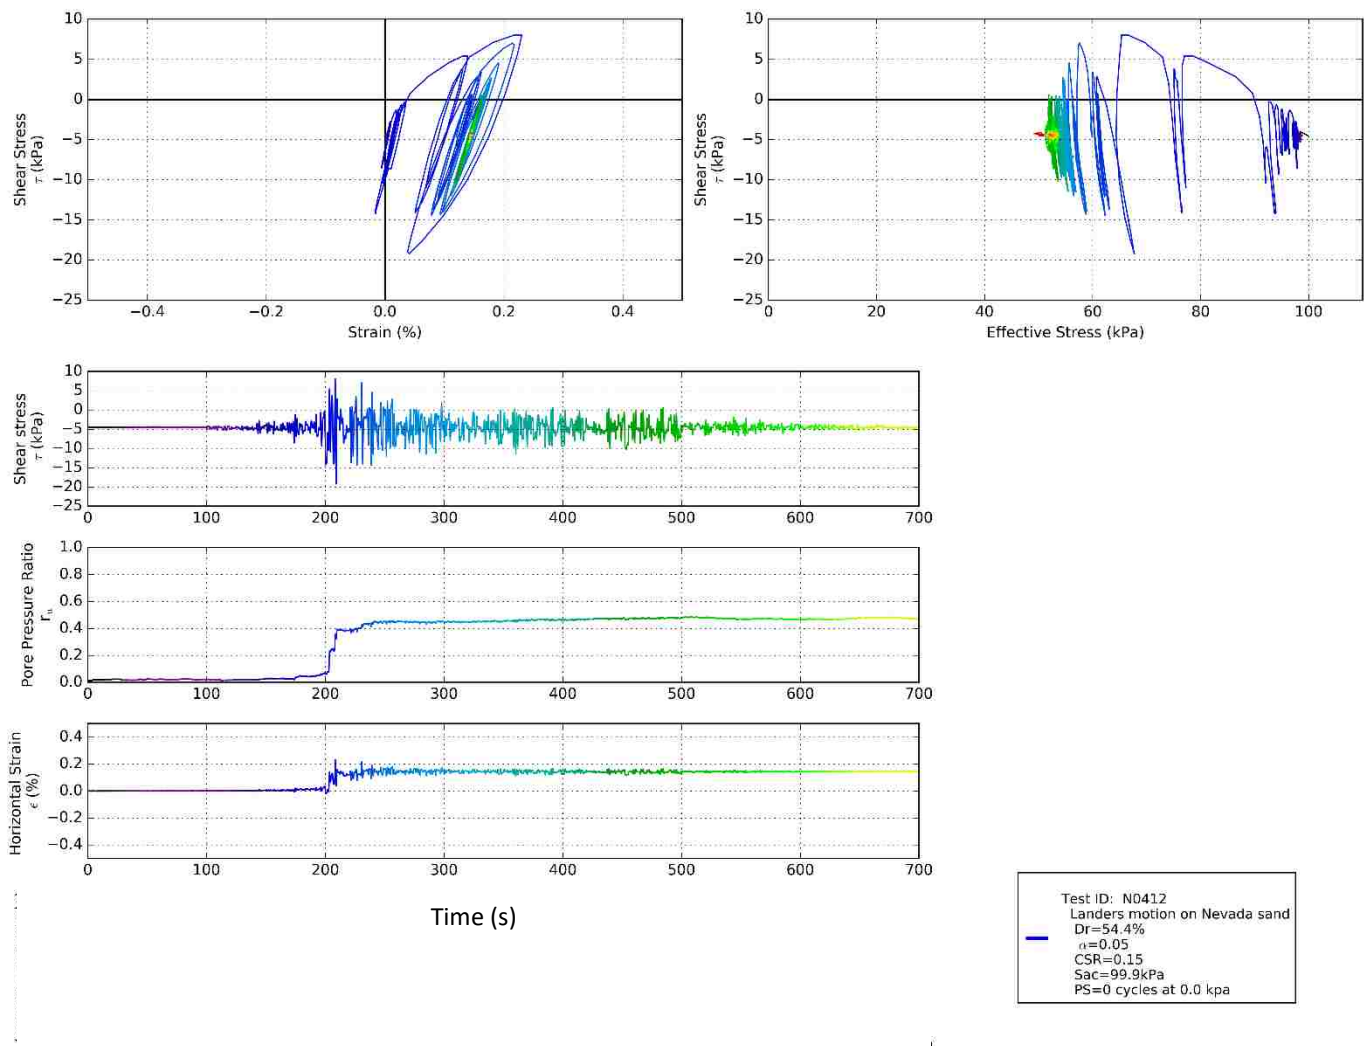 10
5
0
−5
−10
−15
−20
−25
Shear Stress
τ (kPa)
−0.4 −0.2 0.0 0.2 0.4
Strain (%)
10
5
0
−5
−10
−15
−20
−25
Shear Stress
τ (kPa)
0 20 40 60 80 100
Effective Stress (kPa)
10
5
0
−5
−10
−15
−20
−25
Shear stress
τ (kPa)
0 100 200 300 400 500 600 700
1.0
0.8
0.6
0.4
0.2
0.0
Pore Pressure Ratio
r_u
0 100 200 300 400 500 600 700
0.4
0.2
0.0
−0.2
−0.4
Horizontal Strain
ϵ (%)
0 100 200 300 400 500 600 700
Time (s)
Test ID: N0412
Landers motion on Nevada sand
Dr=54.4%
α=0.05
CSR=0.15
Sac=99.9kPa
PS=0 cycles at 0.0 kpa